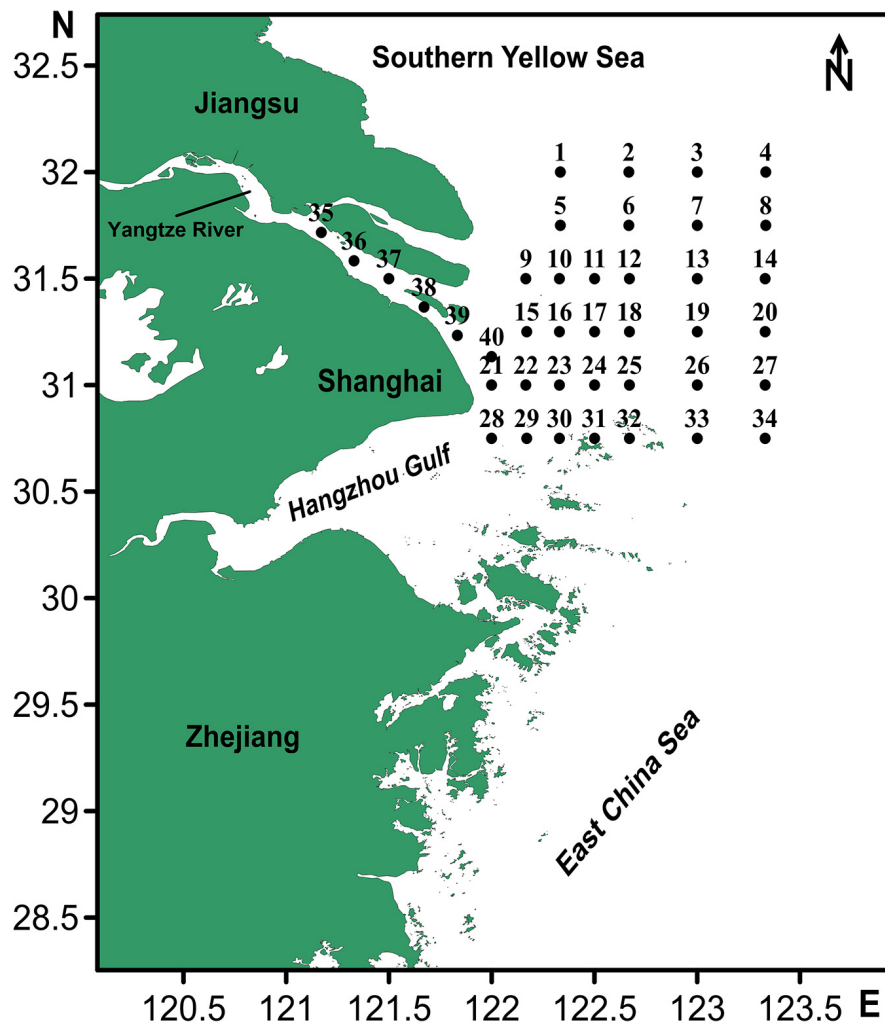 N
Southern Yellow Sea
N
32.5
Jiangsu
1 2 3 4
32
5 6 7 8
35
Yangtze River
36
9 10 11 12 13 14
37
31.5
38
15 16 17 18 19 20
39
40
21 22 23 24 25 26 27
31
Shanghai
28 29 30 31 32 33 34
Hangzhou Gulf
30.5
30
29.5
Zhejiang
East China Sea
29
28.5
120.5 121 121.5 122 122.5 123 123.5 E